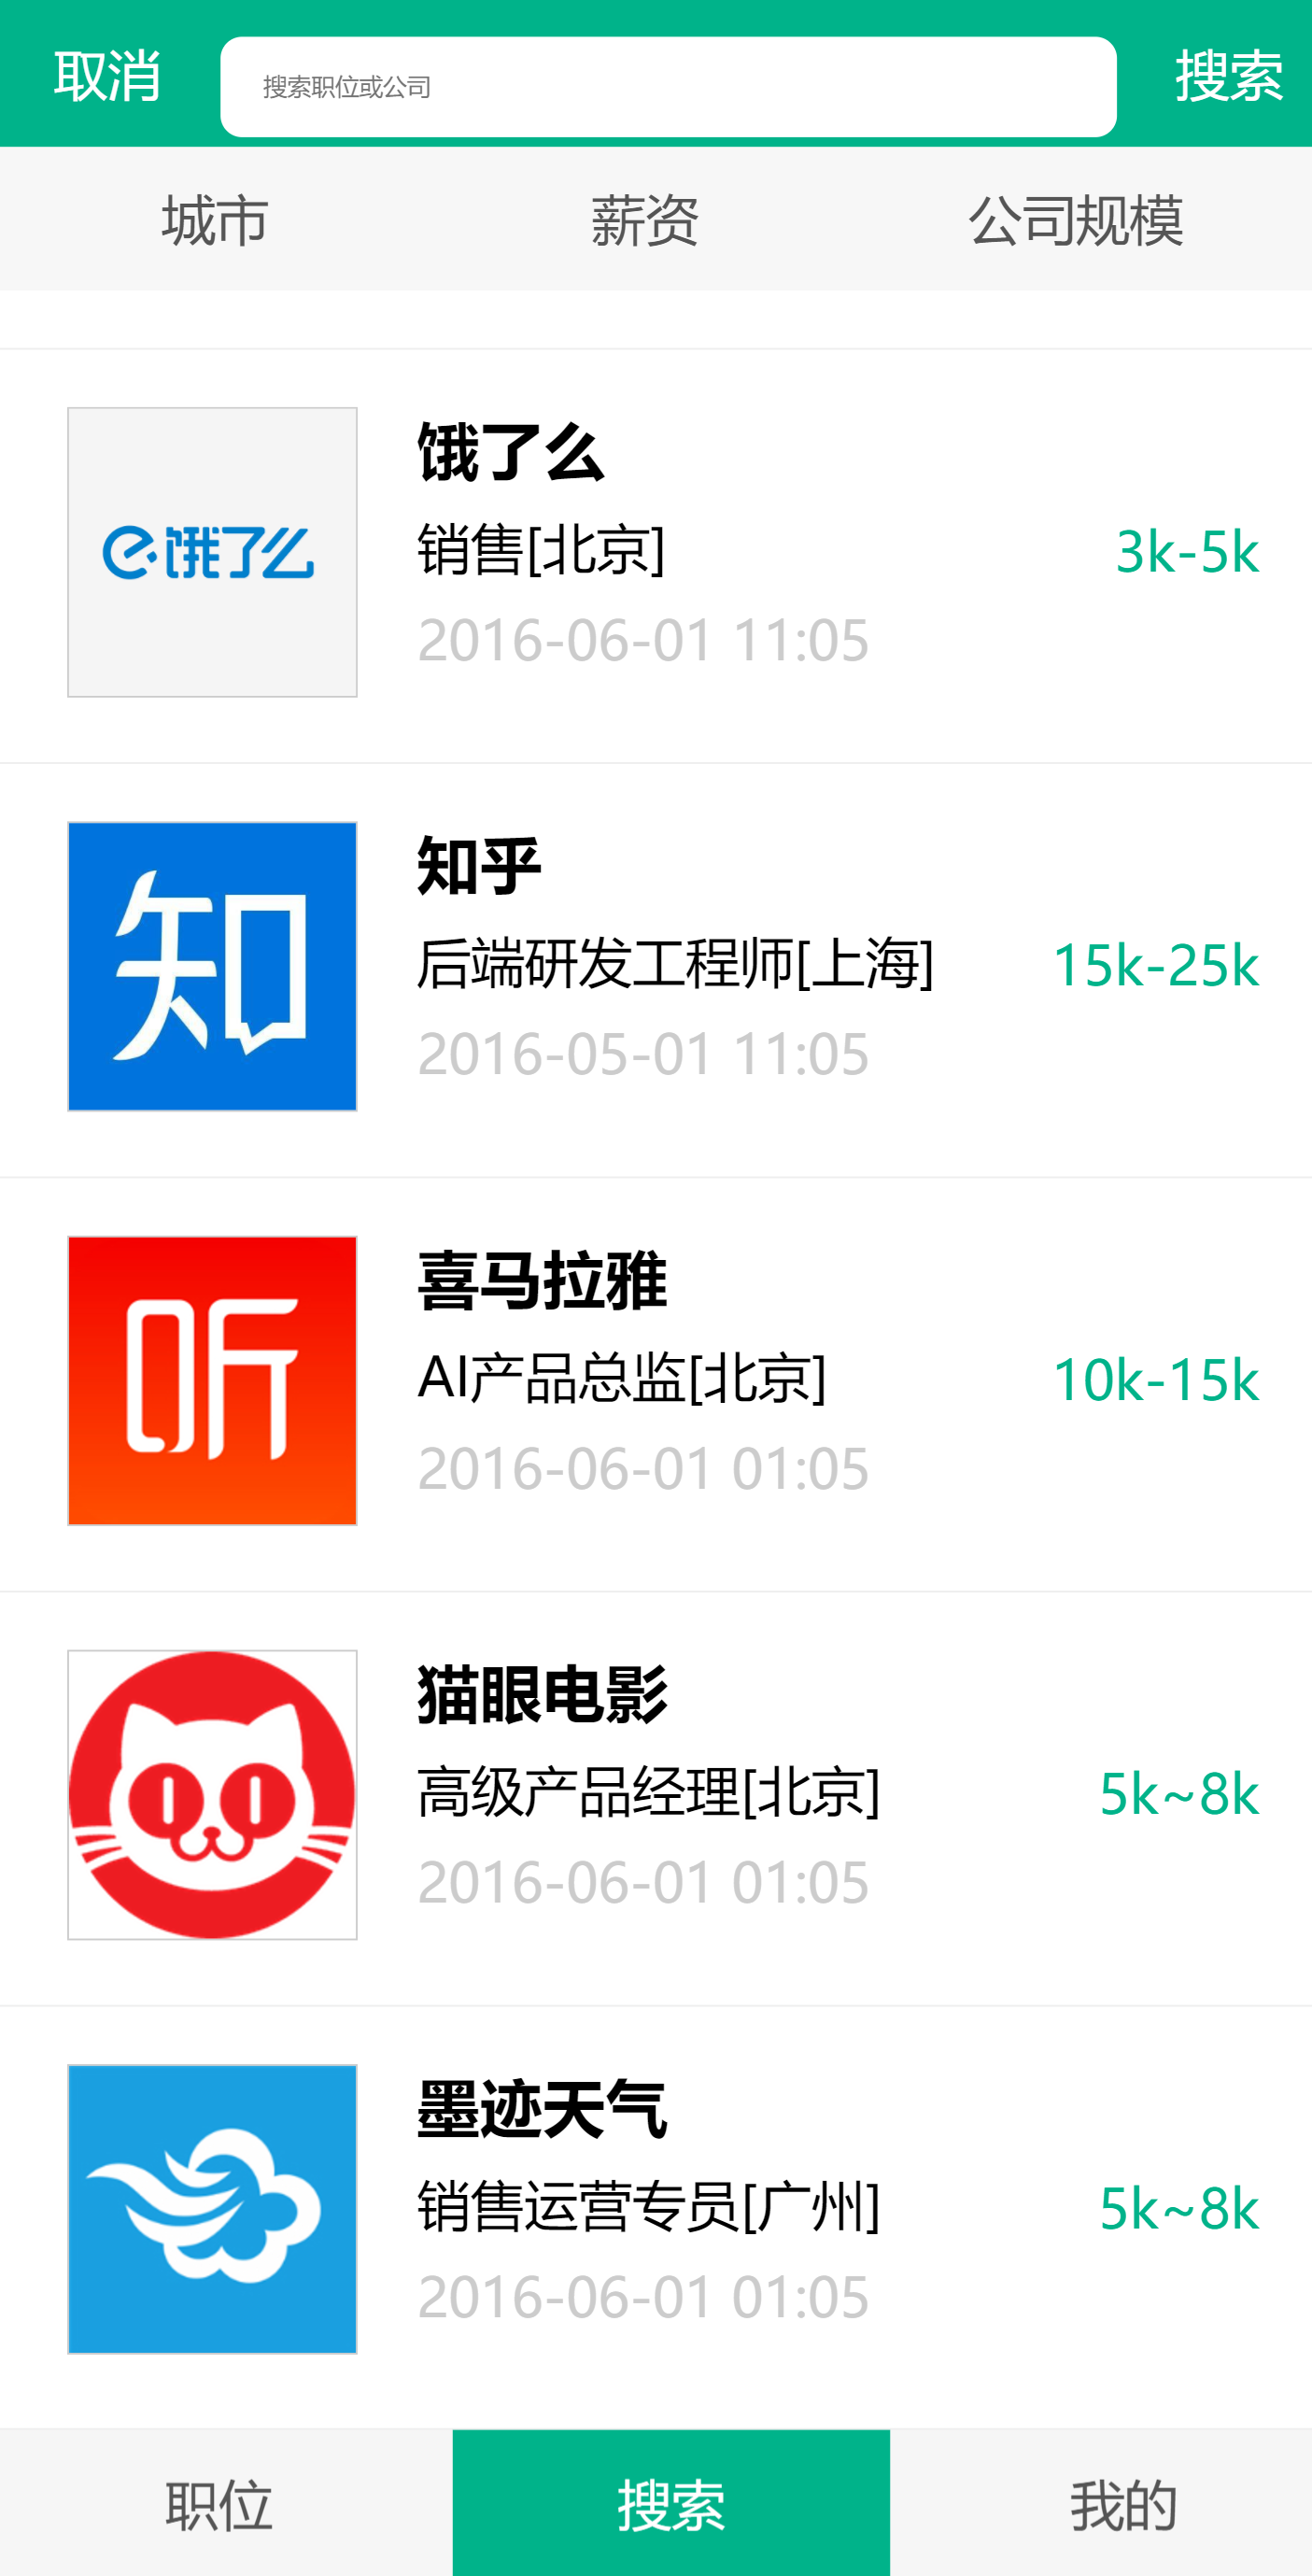 取消
搜索职位或公司
搜索
城市
薪资
公司规模
饿了么
饿了么
销售[北京]
3k-5k
2016-06-01 11:05
知
知乎
后端研发工程师[上海]
15k-25k
2016-05-01 11:05
听
喜马拉雅
AI产品总监[北京]
10k-15k
2016-06-01 01:05
猫眼电影
高级产品经理[北京]
5k~8k
2016-06-01 01:05
墨迹天气
销售运营专员[广州]
5k~8k
2016-06-01 01:05
职位
搜索
我的